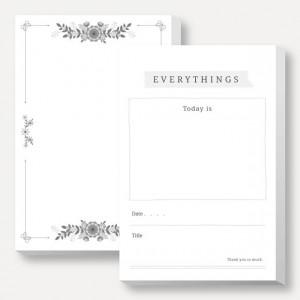 EVERYTHINGS
Today is
Date . . . .
Title
Thank you so much.